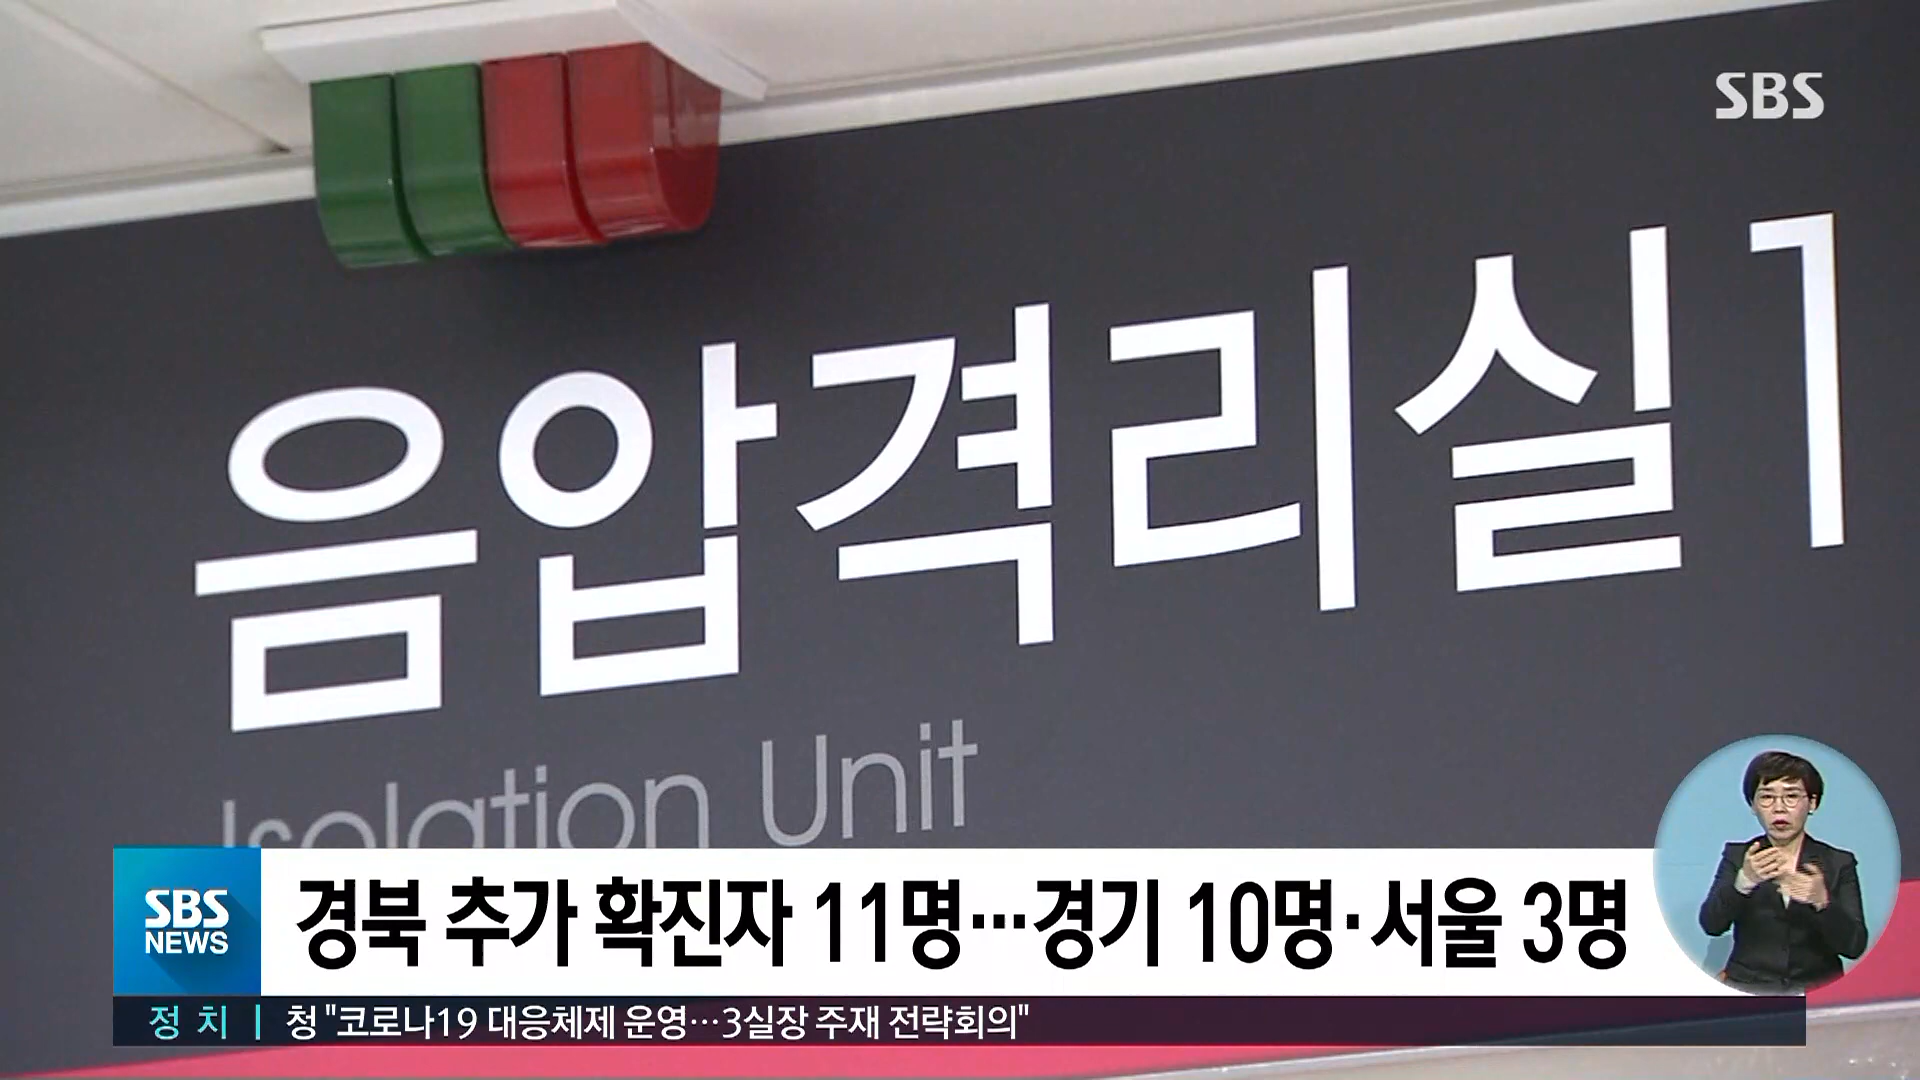 SBS
음압격리실1
Isolation Unit
SBS
NEWS
경북 추가 확진자 11명…경기 10명·서울 3명
정치 | 청 "코로나19 대응체제 운영…3실장 주재 전략회의"